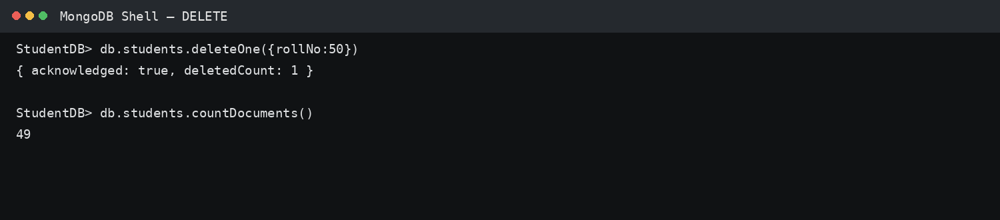 MongoDB Shell — DELETE
StudentDB> db.students.deleteOne({rollNo:50})
{ acknowledged: true, deletedCount: 1 }
StudentDB> db.students.countDocuments()
49